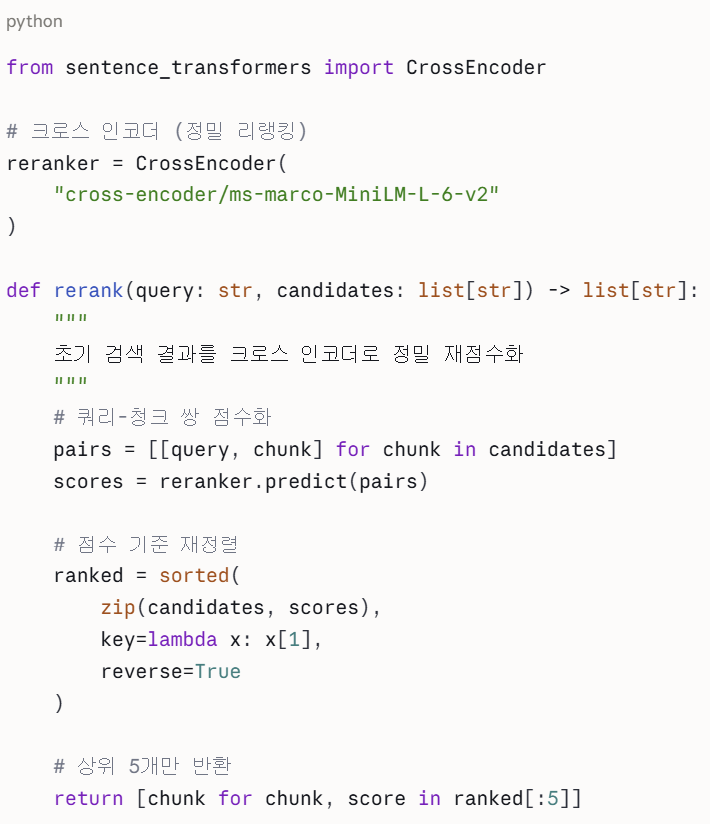 python
from sentence_transformers import CrossEncoder
# 크로스 인코더 (정밀 리랭킹)
reranker = CrossEncoder(
    "cross-encoder/ms-marco-MiniLM-L-6-v2"
)
def rerank(query: str, candidates: list[str]) -> list[str]:
    """
    초기 검색 결과를 크로스 인코더로 정밀 재점수화
    """
    # 쿼리-청크 쌍 점수화
    pairs = [[query, chunk] for chunk in candidates]
    scores = reranker.predict(pairs)
    # 점수 기준 재정렬
    ranked = sorted(
        zip(candidates, scores),
        key=lambda x: x[1],
        reverse=True
    )
    # 상위 5개만 반환
    return [chunk for chunk, score in ranked[:5]]